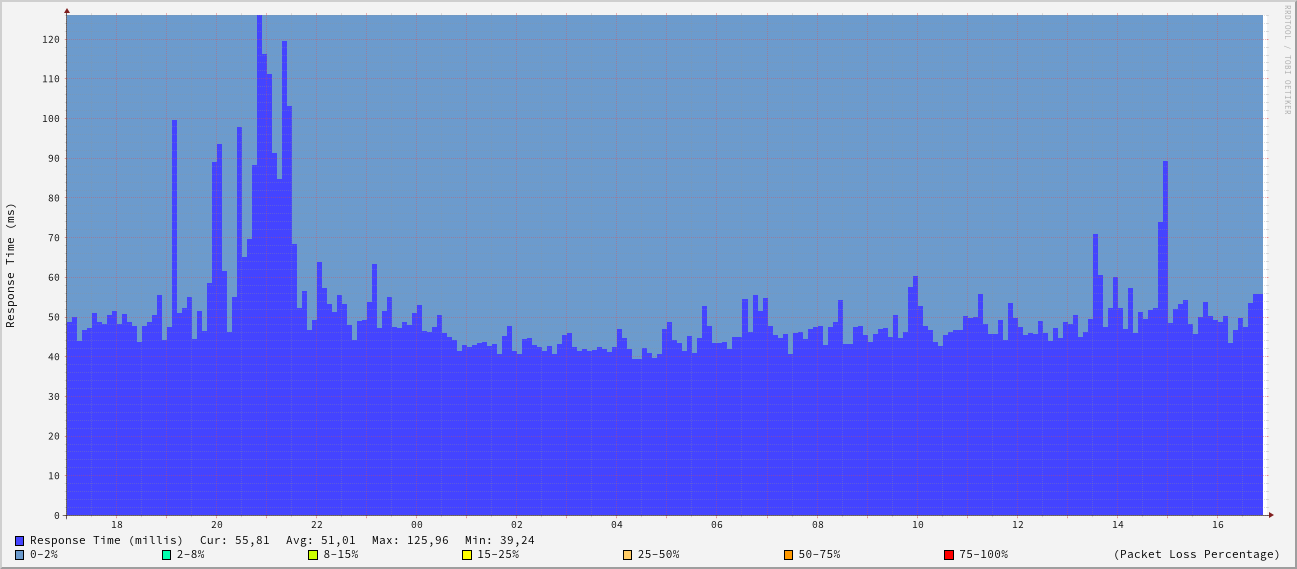 RRDTOOL / TOBI OETIKER
Response Time (ms)
120
110
100
90
80
70
60
50
40
30
20
10
0
18 20 22 00 02 04 06 08 10 12 14 16
Response Time (millis) Cur: 55,81 Avg: 51,01 Max: 125,96 Min: 39,24
0-2% 2-8% 8-15% 15-25% 25-50% 50-75% 75-100% (Packet Loss Percentage)